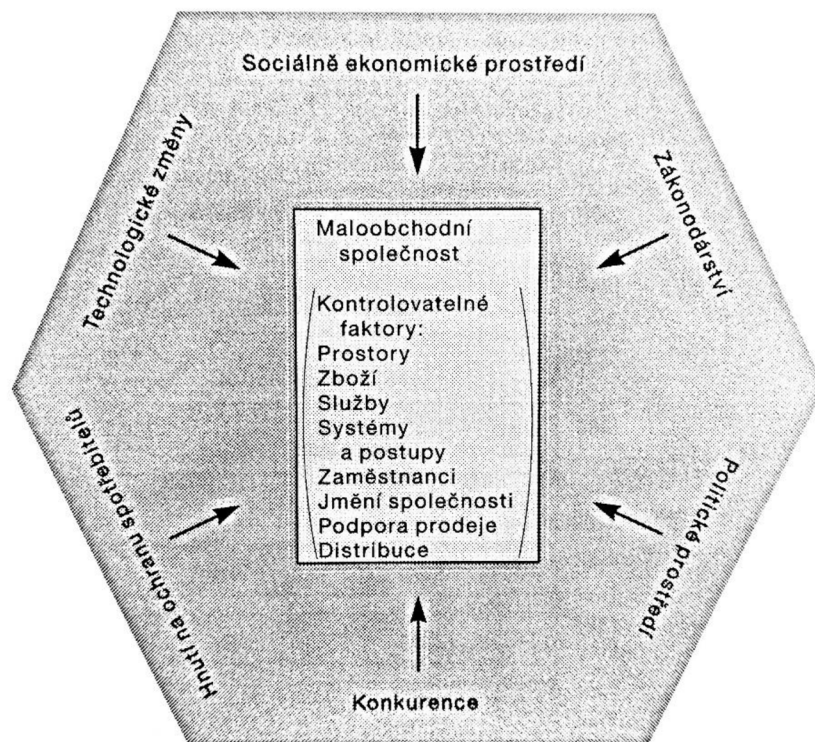 Sociálně ekonomické prostředí
Technologické změny
Zákonodárství
Maloobchodní
společnost
Kontrolovatelné
faktory:
Prostory
Zboží
Služby
Systémy
a postupy
Zaměstnanci
Jmění společnosti
Podpora prodeje
Distribuce
Hnutí na ochranu spotřebitelů
Politické prostředí
Konkurence